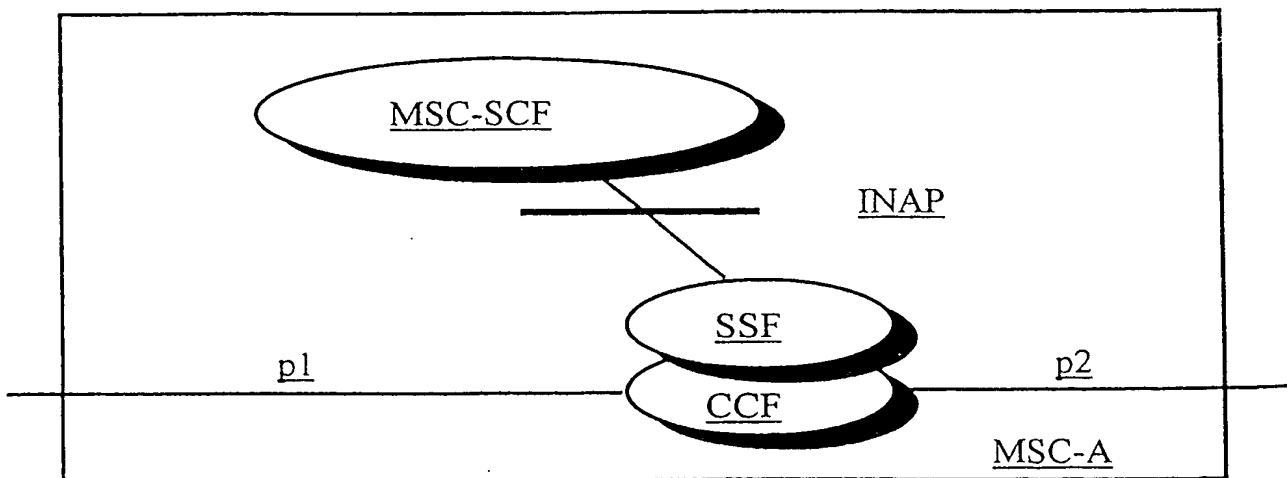 MSC-SCF
INAP
SSF
p1
p2
CCF
MSC-A